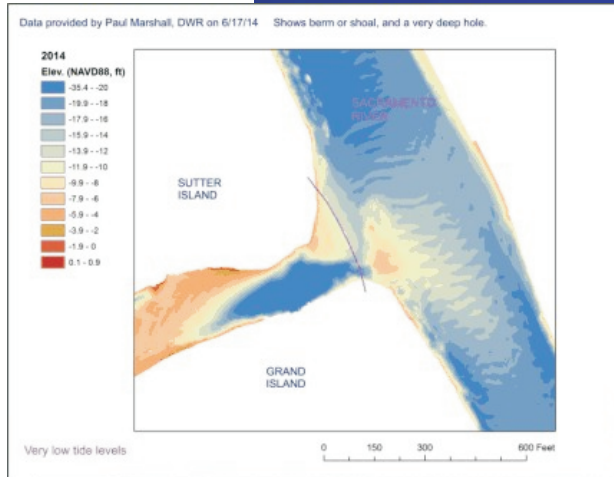 Data provided by Paul Marshall, DWR on 6/17/14 Shows berm or shoal, and a very deep hole.
2014
Elev. (NAVD88, ft)
-35.4 - -20
-19.9 - -18
-17.9 - -16
-15.9 - -14
-13.9 - -12
-11.9 - -10
-9.9 - -8
-7.9 - -6
-5.9 - -4
-3.9 - -2
-1.9 - 0
0.1 - 0.9
SACRAMENTO
RIVER
SUTTER
ISLAND
GRAND
ISLAND
Very low tide levels
0 150 300 600 Feet